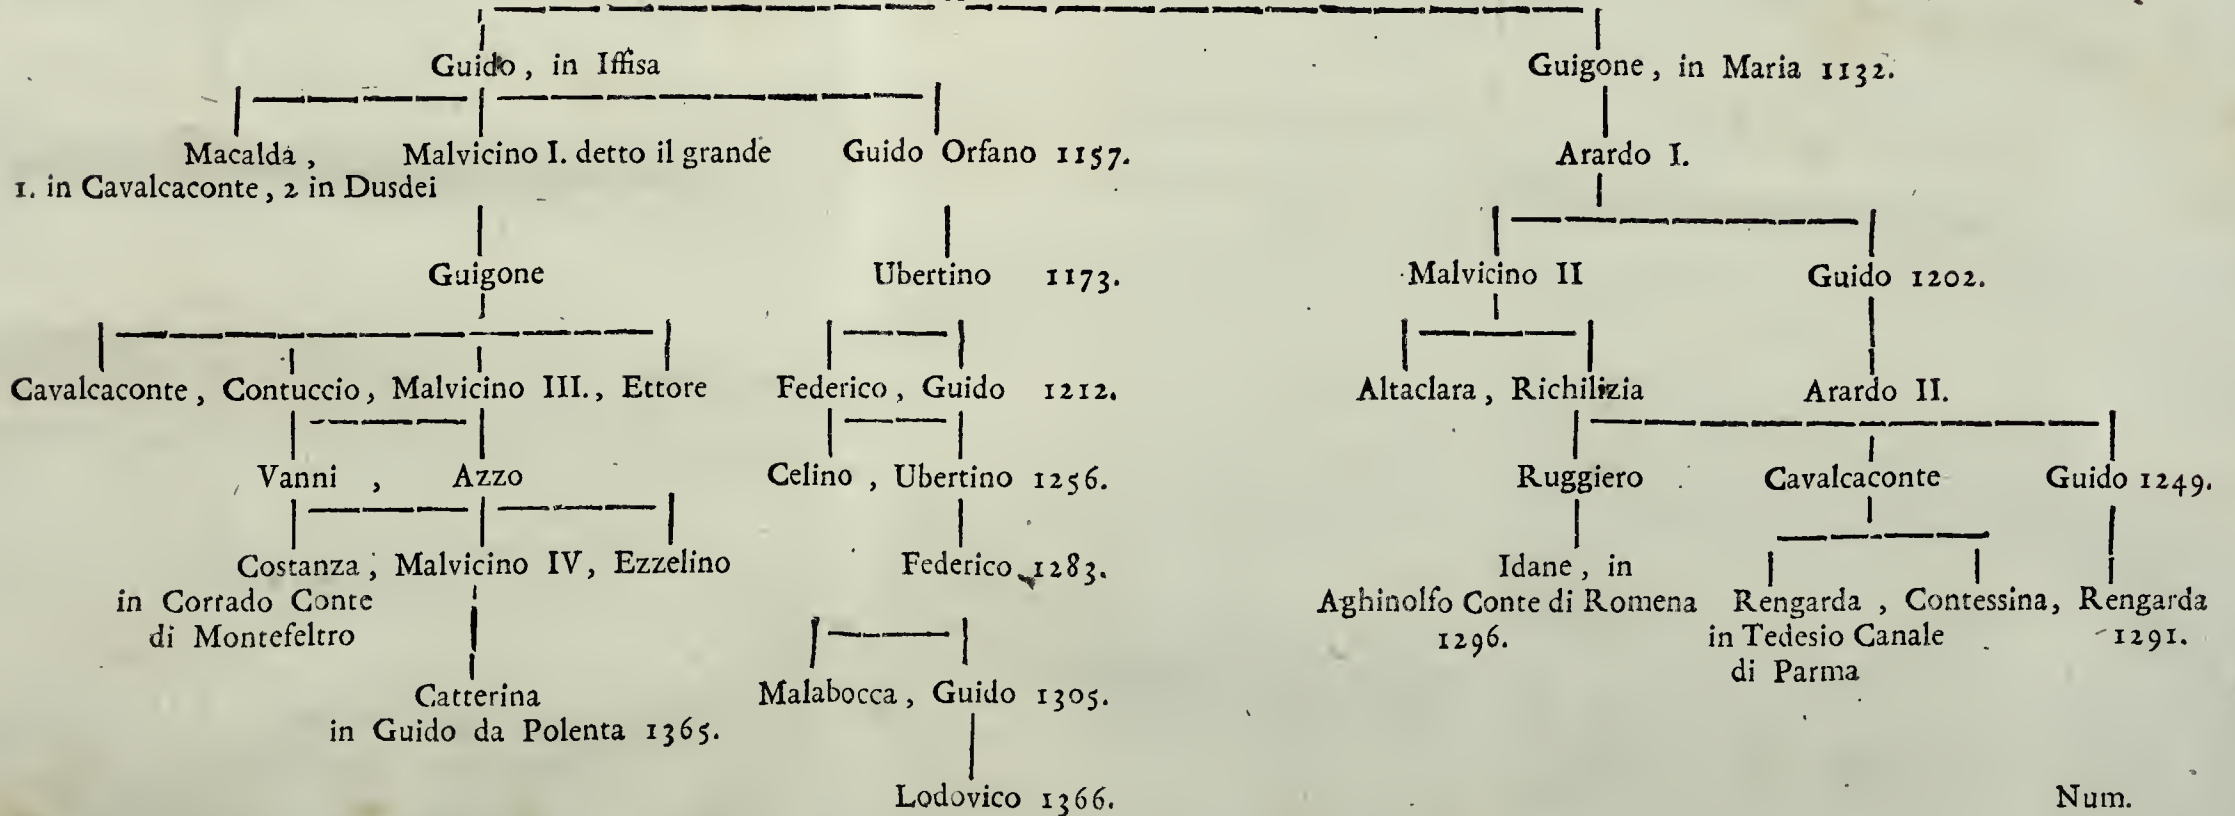 Guido, in Iffisa Guigone, in Maria 1132.
Macalda, Malvicino I. detto il grande Guido Orfano 1157. Arardo I.
1. in Cavalcaconte, 2 in Dusdei
Guigone Ubertino 1173. Malvicino II Guido 1202.
Cavalcaconte, Contuccio, Malvicino III., Ettore Federico, Guido 1212. Altaclara, Richilizia Arardo II.
Vanni, Azzo Celino, Ubertino 1256. Ruggiero Cavalcaconte Guido 1249.
Costanza, Malvicino IV, Ezzelino Federico 1283. Idane, in
in Corrado Conte Aghinolfo Conte di Romena Rengarda, Contessina, Rengarda
di Montefeltro 1296. in Tedesio Canale 1291.
di Parma
Catterina Malabocca, Guido 1305.
in Guido da Polenta 1365.
Lodovico 1366. Num.